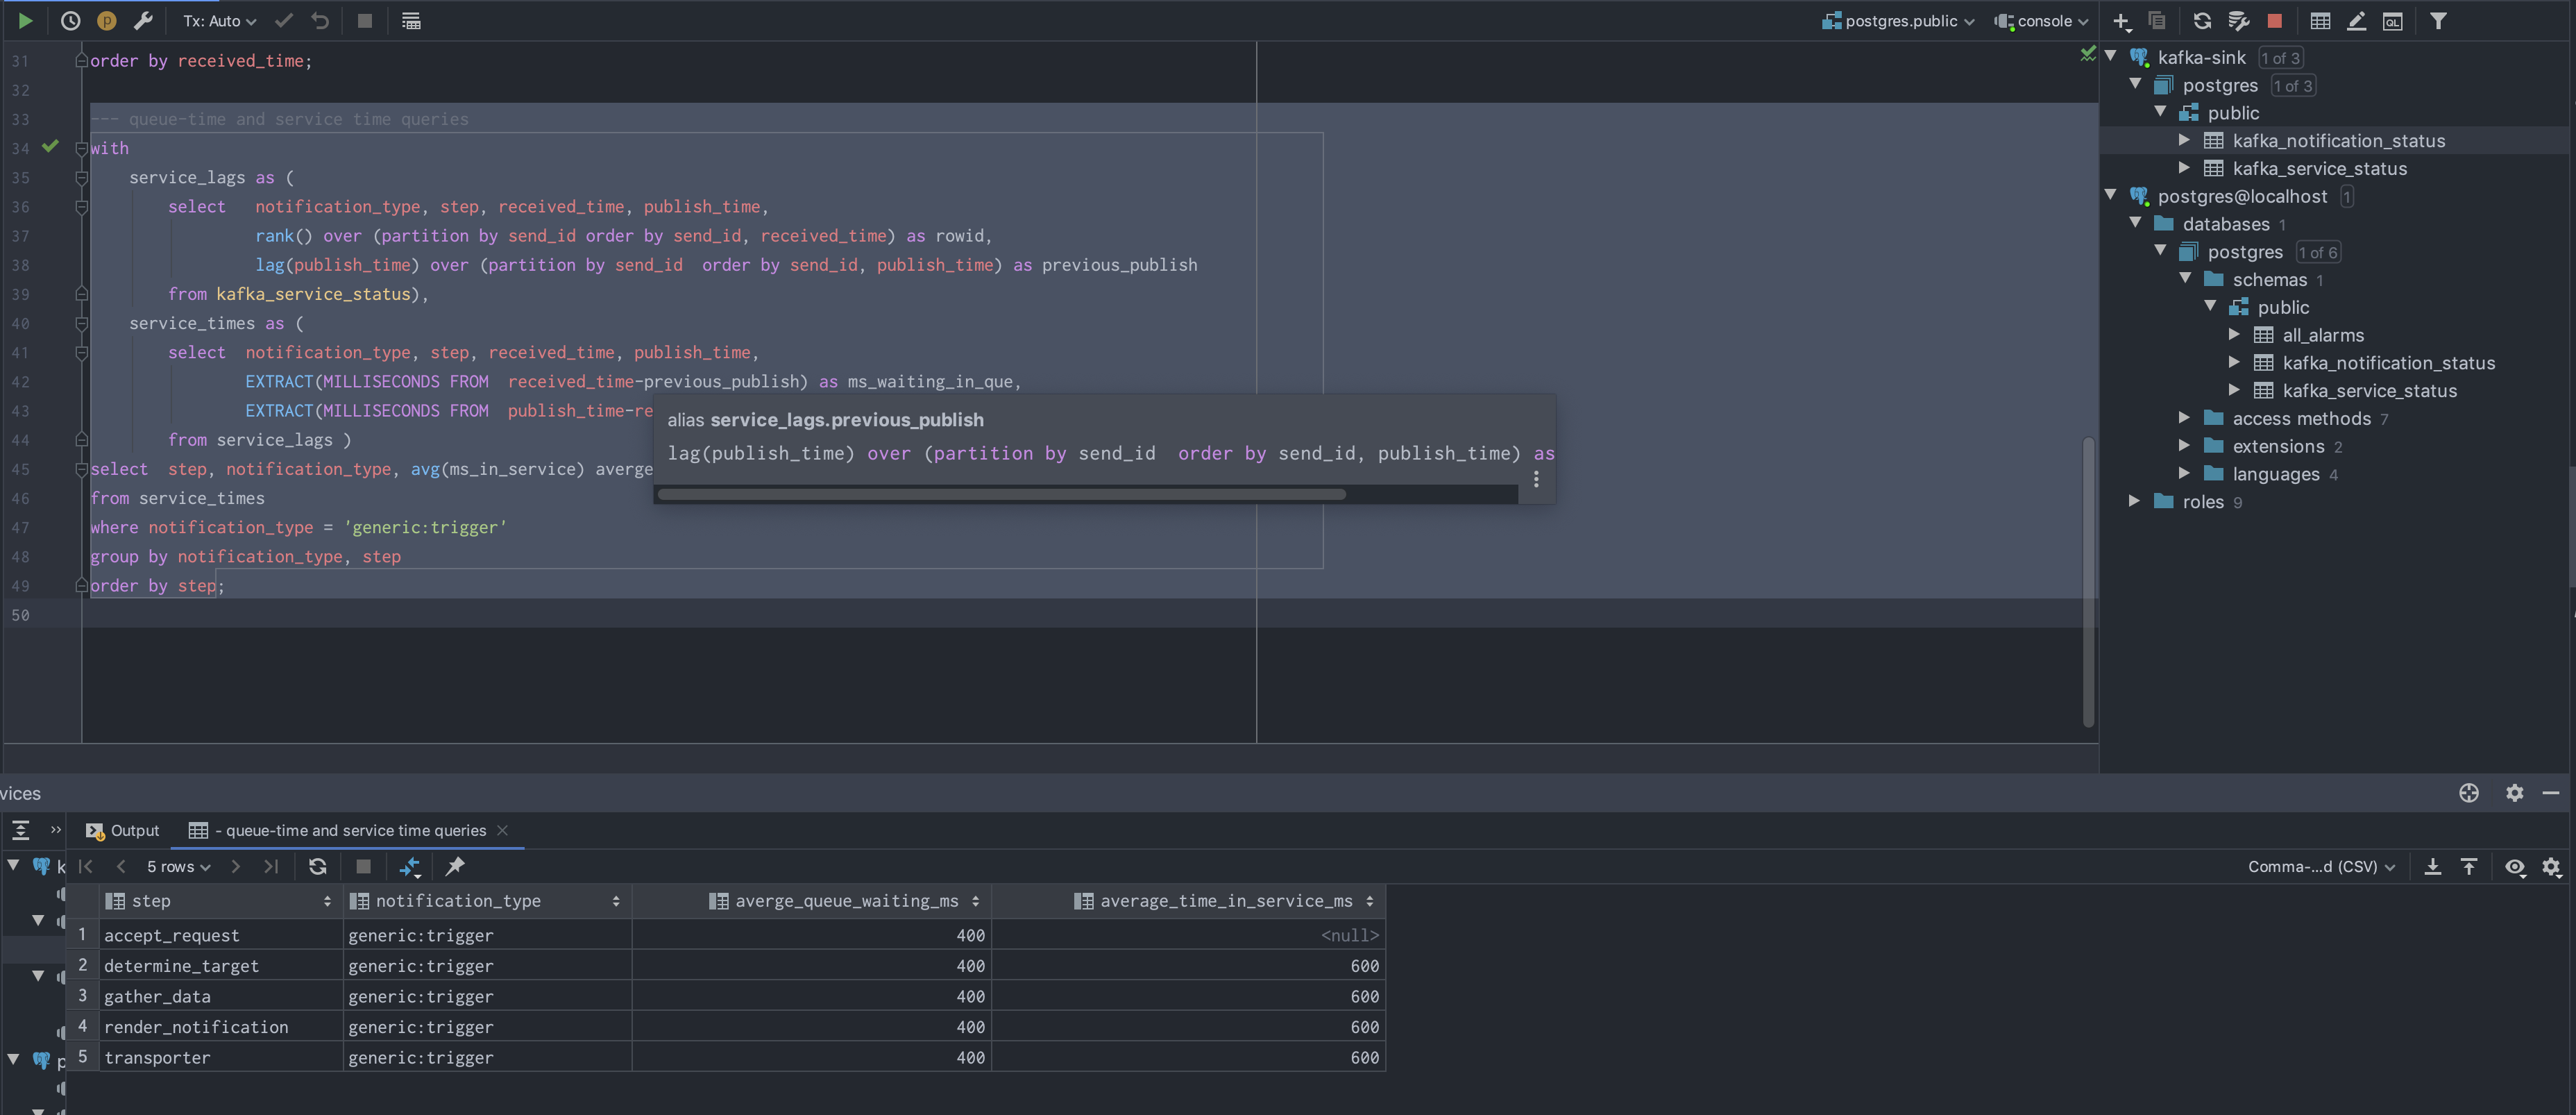 Tx: Auto
postgres.public
console
31 order by received_time;
32
33 --- queue-time and service time queries
34 with
35 service_lags as (
36 select notification_type, step, received_time, publish_time,
37 rank() over (partition by send_id order by send_id, received_time) as rowid,
38 lag(publish_time) over (partition by send_id order by send_id, publish_time) as previous_publish
39 from kafka_service_status),
40 service_times as (
41 select notification_type, step, received_time, publish_time,
42 EXTRACT(MILLISECONDS FROM received_time-previous_publish) as ms_waiting_in_que,
43 EXTRACT(MILLISECONDS FROM publish_time-re
44 from service_lags )
45 select step, notification_type, avg(ms_in_service) averge
46 from service_times
47 where notification_type = 'generic:trigger'
48 group by notification_type, step
49 order by step;
50
alias service_lags.previous_publish
lag(publish_time) over (partition by send_id order by send_id, publish_time) as
kafka-sink 1 of 3
postgres 1 of 3
public
kafka_notification_status
kafka_service_status
postgres@localhost 1
databases 1
postgres 1 of 6
schemas 1
public
all_alarms
kafka_notification_status
kafka_service_status
access methods 7
extensions 2
languages 4
roles 9
vices
Output
- queue-time and service time queries
5 rows
Comma-...d (CSV)
k
p
step notification_type averge_queue_waiting_ms average_time_in_service_ms
1 accept_request generic:trigger 400 <null>
2 determine_target generic:trigger 400 600
3 gather_data generic:trigger 400 600
4 render_notification generic:trigger 400 600
5 transporter generic:trigger 400 600